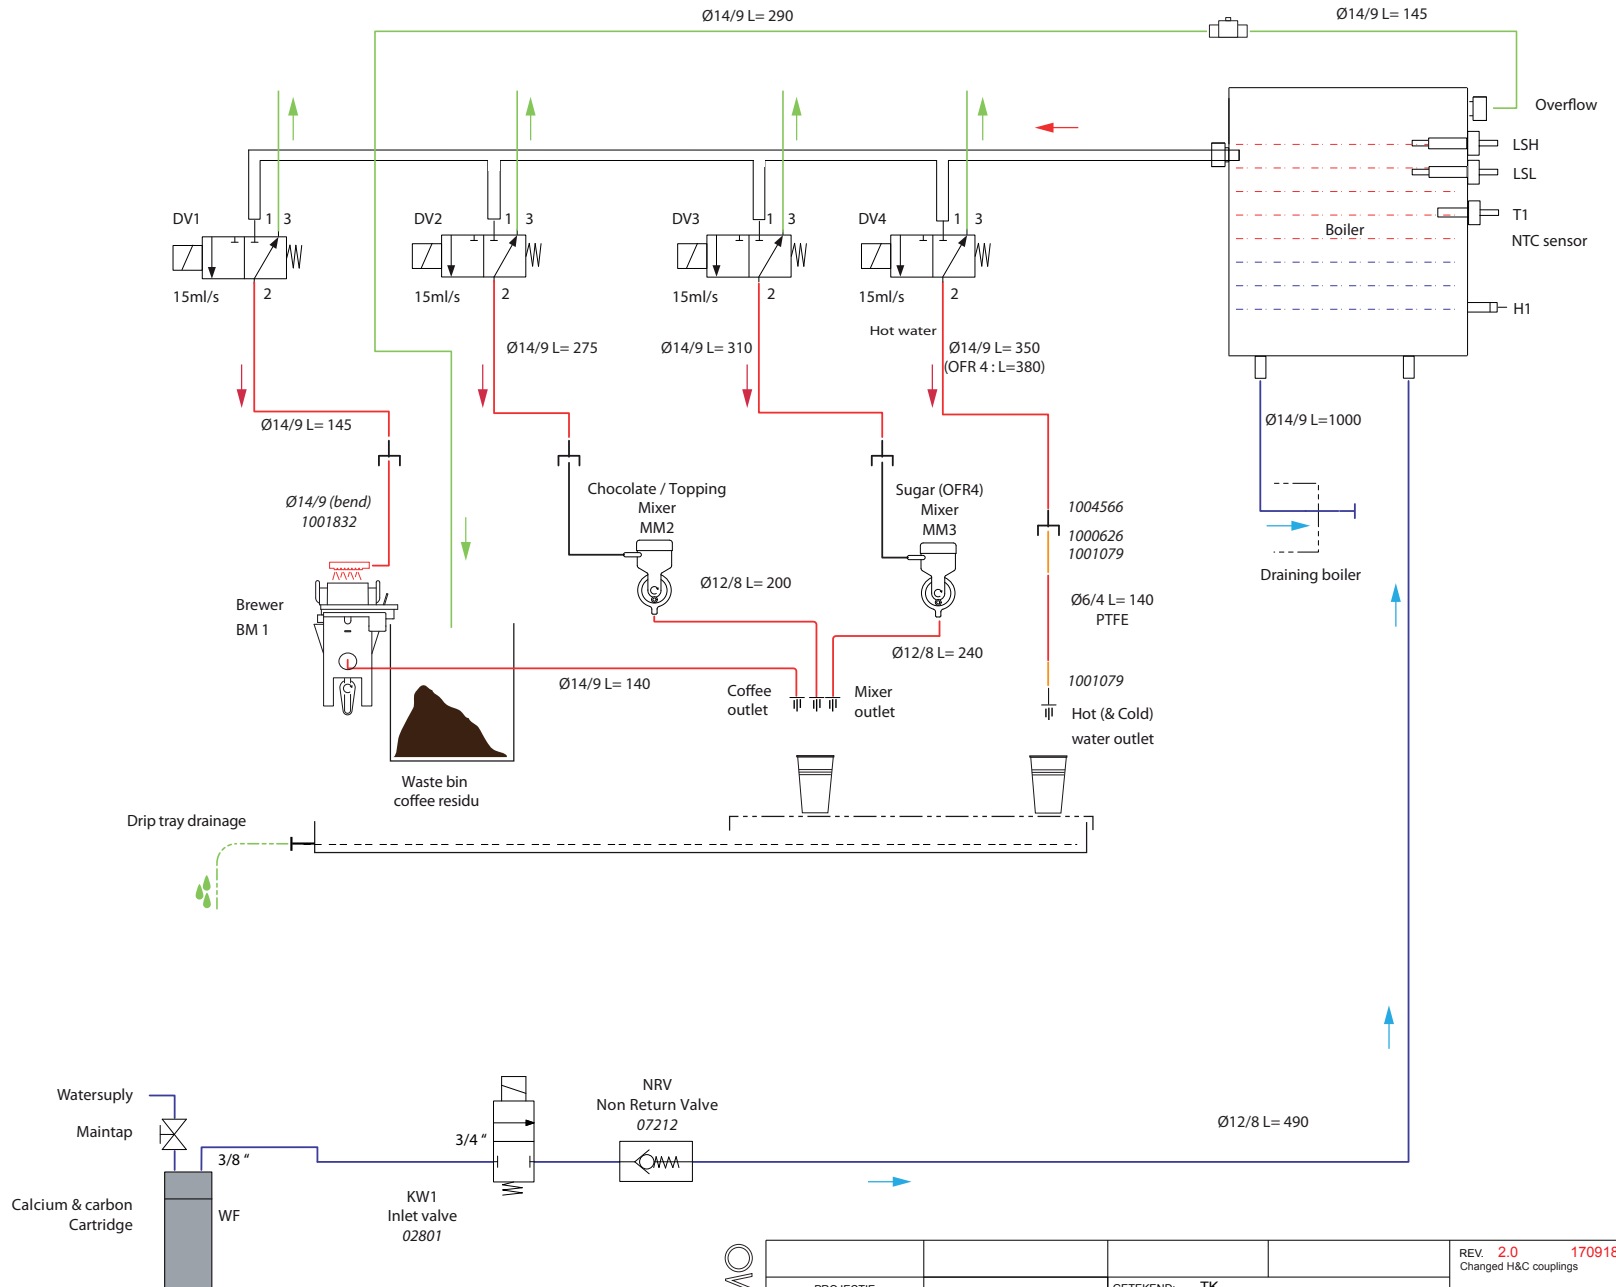 Ø14/9 L= 290
Ø14/9 L= 145
Overflow
LSH
LSL
T1
NTC sensor
Boiler
H1
DV1
1
3
2
15ml/s
DV2
1
3
2
15ml/s
DV3
1
3
2
15ml/s
DV4
1
3
2
15ml/s
Hot water
Ø14/9 L= 275
Ø14/9 L= 310
Ø14/9 L= 350
(OFR 4 : L=380)
Ø14/9 L= 145
Ø14/9 L=1000
Ø14/9 (bend)
1001832
Chocolate / Topping
Mixer
MM2
Sugar (OFR4)
Mixer
MM3
1004566
1000626
1001079
Draining boiler
Ø12/8 L= 200
Ø6/4 L= 140
PTFE
Brewer
BM 1
Ø12/8 L= 240
Ø14/9 L= 140
1001079
Coffee
outlet
Mixer
outlet
Hot (& Cold)
water outlet
Waste bin
coffee residu
Drip tray drainage
Watersuply
Maintap
3/8 “
3/4 “
NRV
Non Return Valve
07212
Ø12/8 L= 490
Calcium & carbon
Cartridge
WF
KW1
Inlet valve
02801
REV. 2.0 170918
Changed H&C couplings
TK